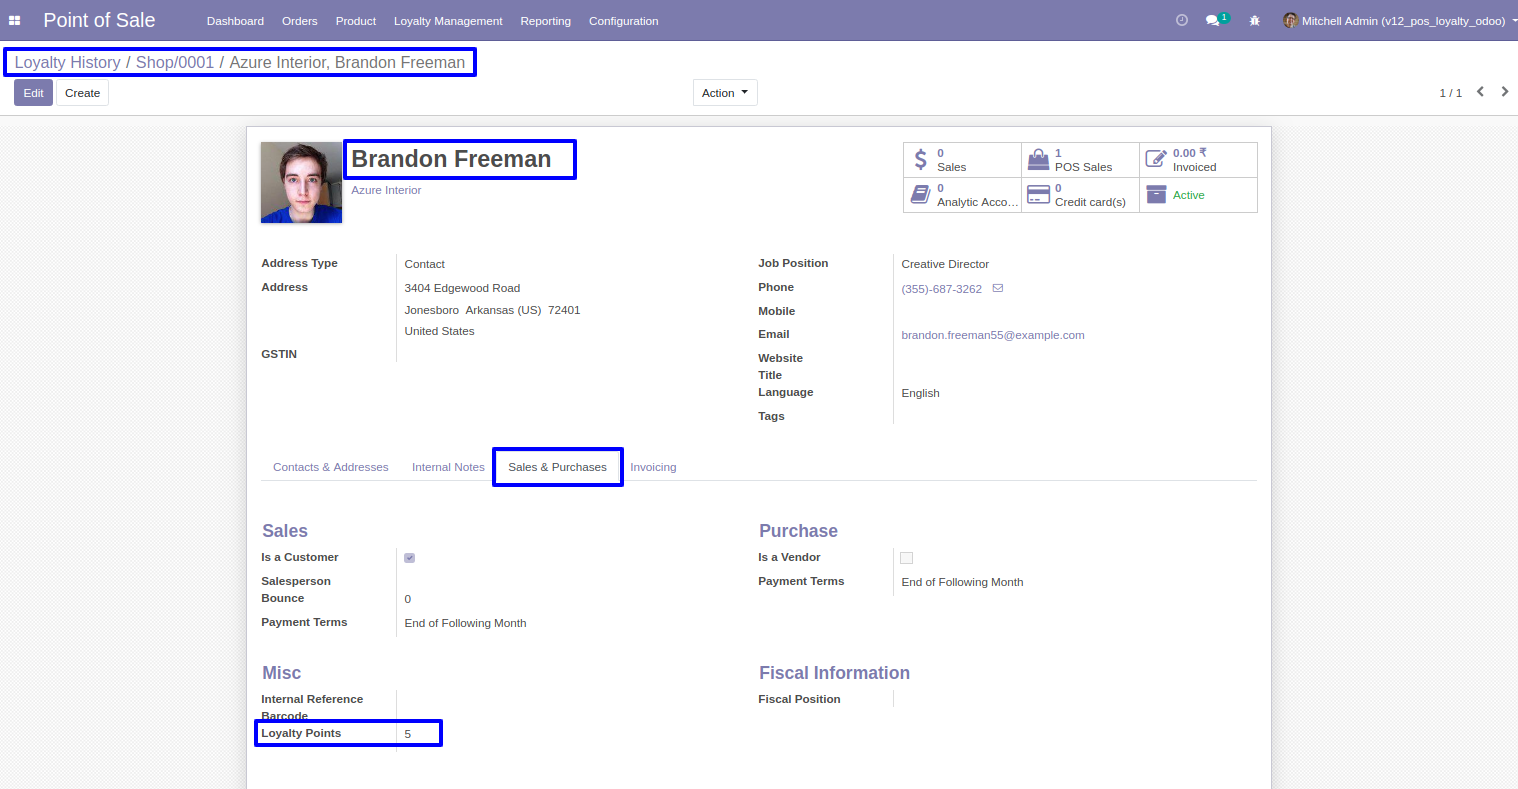 Point of Sale Dashboard Orders Product Loyalty Management Reporting Configuration 1 Mitchell Admin (v12_pos_loyalty_odoo)
Loyalty History / Shop/0001 / Azure Interior, Brandon Freeman
Edit Create Action 1 / 1
Brandon Freeman
Azure Interior
0 Sales
1 POS Sales
0.00 ₹ Invoiced
0 Analytic Acco...
0 Credit card(s)
Active
Address Type Contact
Address 3404 Edgewood Road
Jonesboro Arkansas (US) 72401
United States
GSTIN
Job Position Creative Director
Phone (355)-687-3262
Mobile
Email brandon.freeman55@example.com
Website
Title
Language English
Tags
Contacts & Addresses Internal Notes Sales & Purchases Invoicing
Sales
Is a Customer
Salesperson
Bounce 0
Payment Terms End of Following Month
Purchase
Is a Vendor
Payment Terms End of Following Month
Misc
Internal Reference
Barcode
Loyalty Points 5
Fiscal Information
Fiscal Position